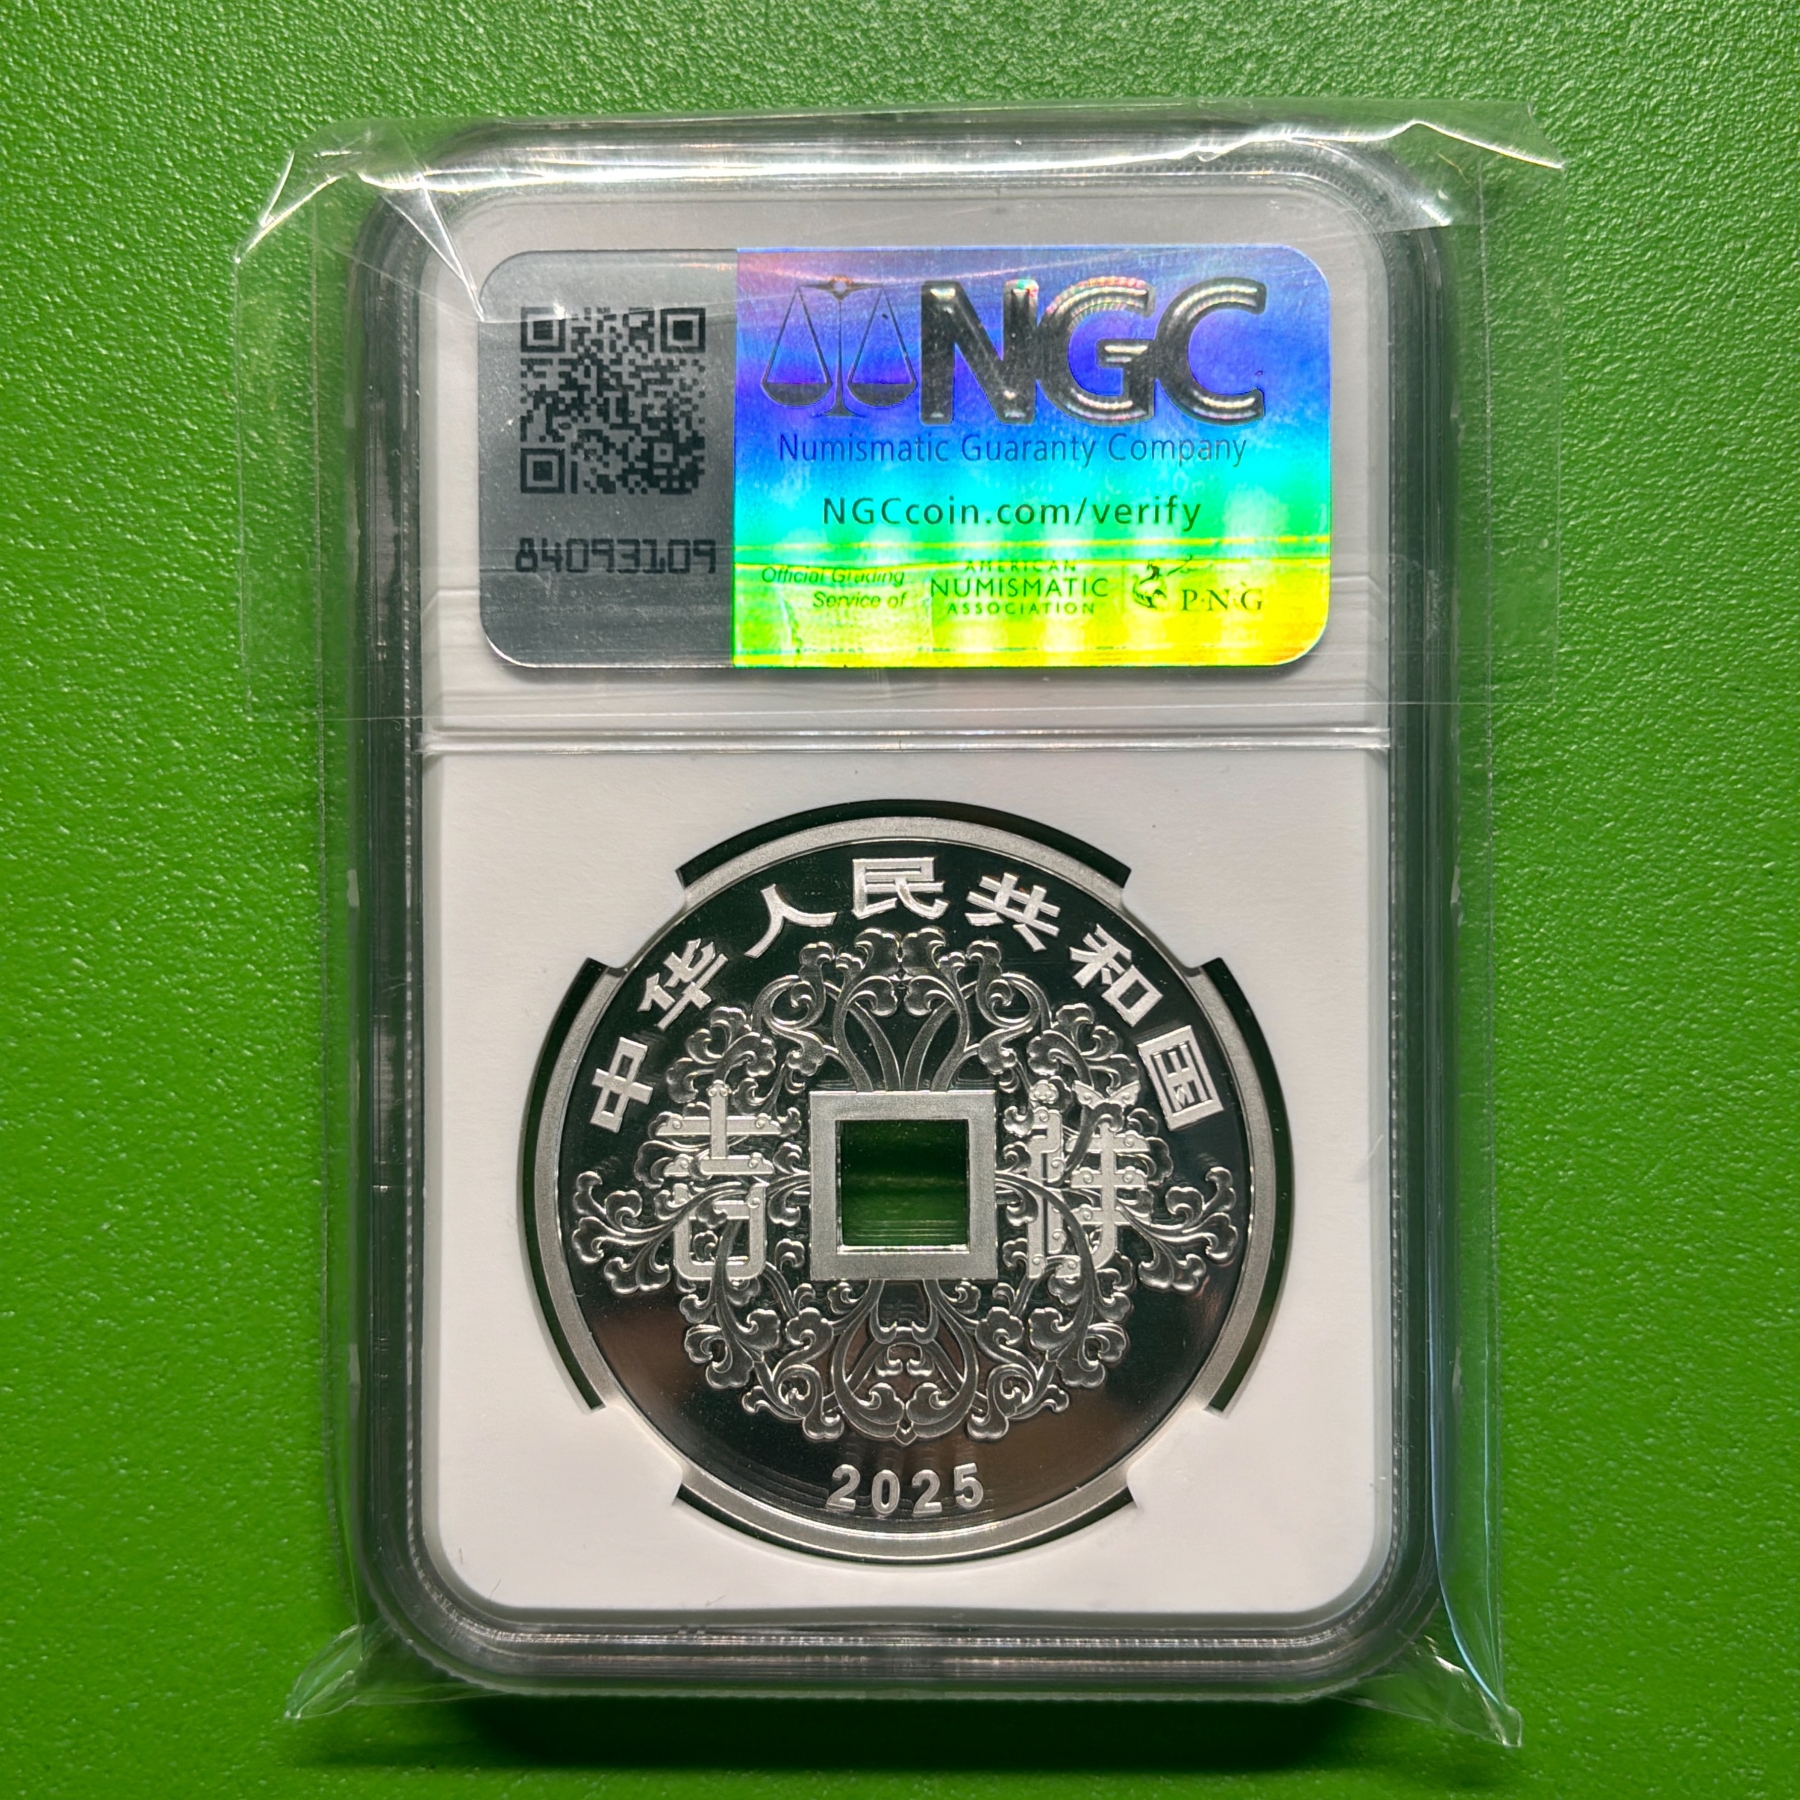 NGC
Numismatic Guaranty Company
NGCcoin.com/verify
84093109
Official Grading
Service of
AMERICAN
NUMISMATIC
ASSOCIATION
P·N·G
中华人民共和国
吉祥
2025